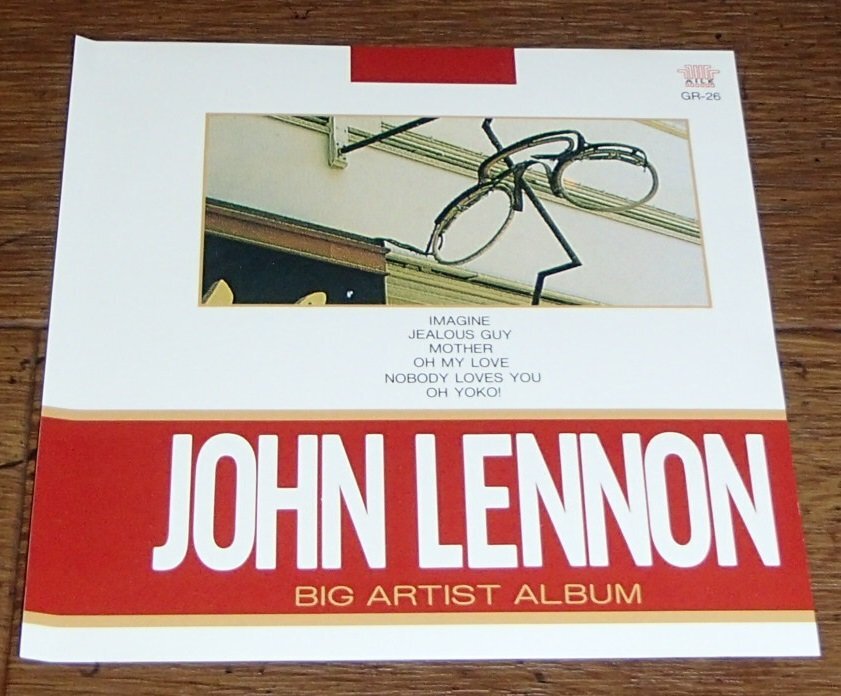 AILE
GR-26
IMAGINE
JEALOUS GUY
MOTHER
OH MY LOVE
NOBODY LOVES YOU
OH YOKO!
JOHN LENNON
BIG ARTIST ALBUM